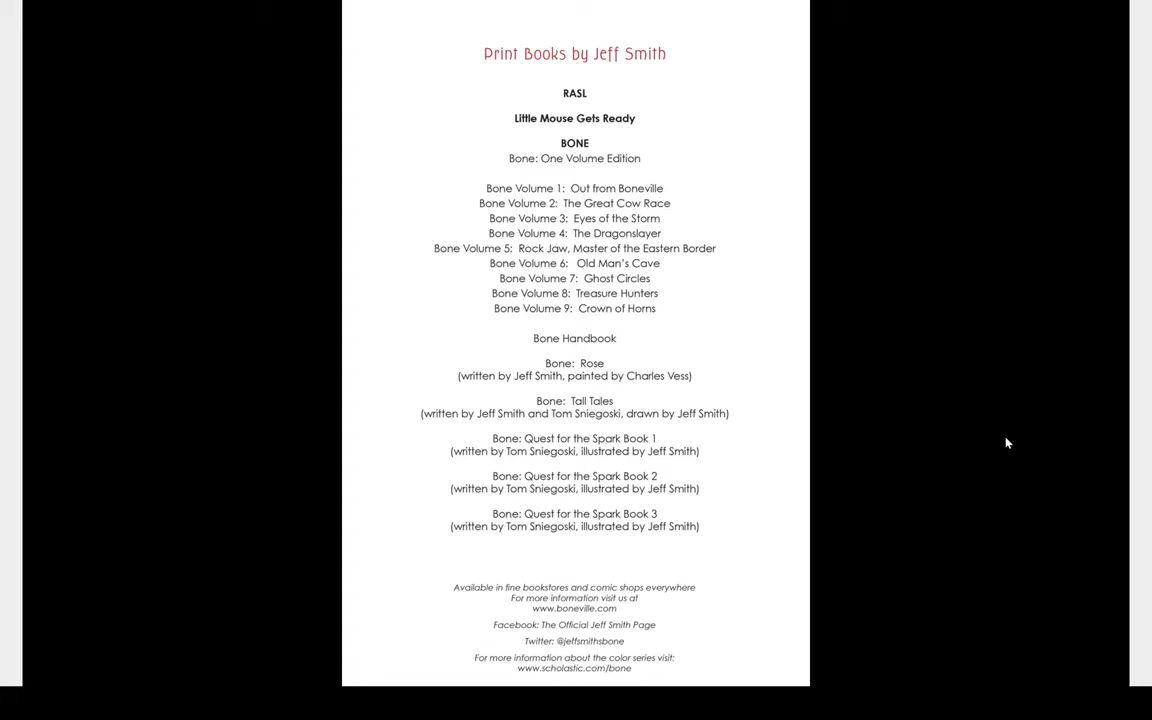 Print Books by Jeff Smith
RASL
Little Mouse Gets Ready
BONE
Bone: One Volume Edition
Bone Volume 1: Out from Boneville
Bone Volume 2: The Great Cow Race
Bone Volume 3: Eyes of the Storm
Bone Volume 4: The Dragonslayer
Bone Volume 5: Rock Jaw, Master of the Eastern Border
Bone Volume 6: Old Man's Cave
Bone Volume 7: Ghost Circles
Bone Volume 8: Treasure Hunters
Bone Volume 9: Crown of Horns
Bone Handbook
Bone: Rose
(written by Jeff Smith, painted by Charles Vess)
Bone: Tall Tales
(written by Jeff Smith and Tom Sniegoski, drawn by Jeff Smith)
Bone: Quest for the Spark Book 1
(written by Tom Sniegoski, illustrated by Jeff Smith)
Bone: Quest for the Spark Book 2
(written by Tom Sniegoski, illustrated by Jeff Smith)
Bone: Quest for the Spark Book 3
(written by Tom Sniegoski, illustrated by Jeff Smith)
Available in fine bookstores and comic shops everywhere
For more information visit us at
www.boneville.com
Facebook: The Official Jeff Smith Page
Twitter: @jeffsmithsbone
For more information about the color series visit:
www.scholastic.com/bone